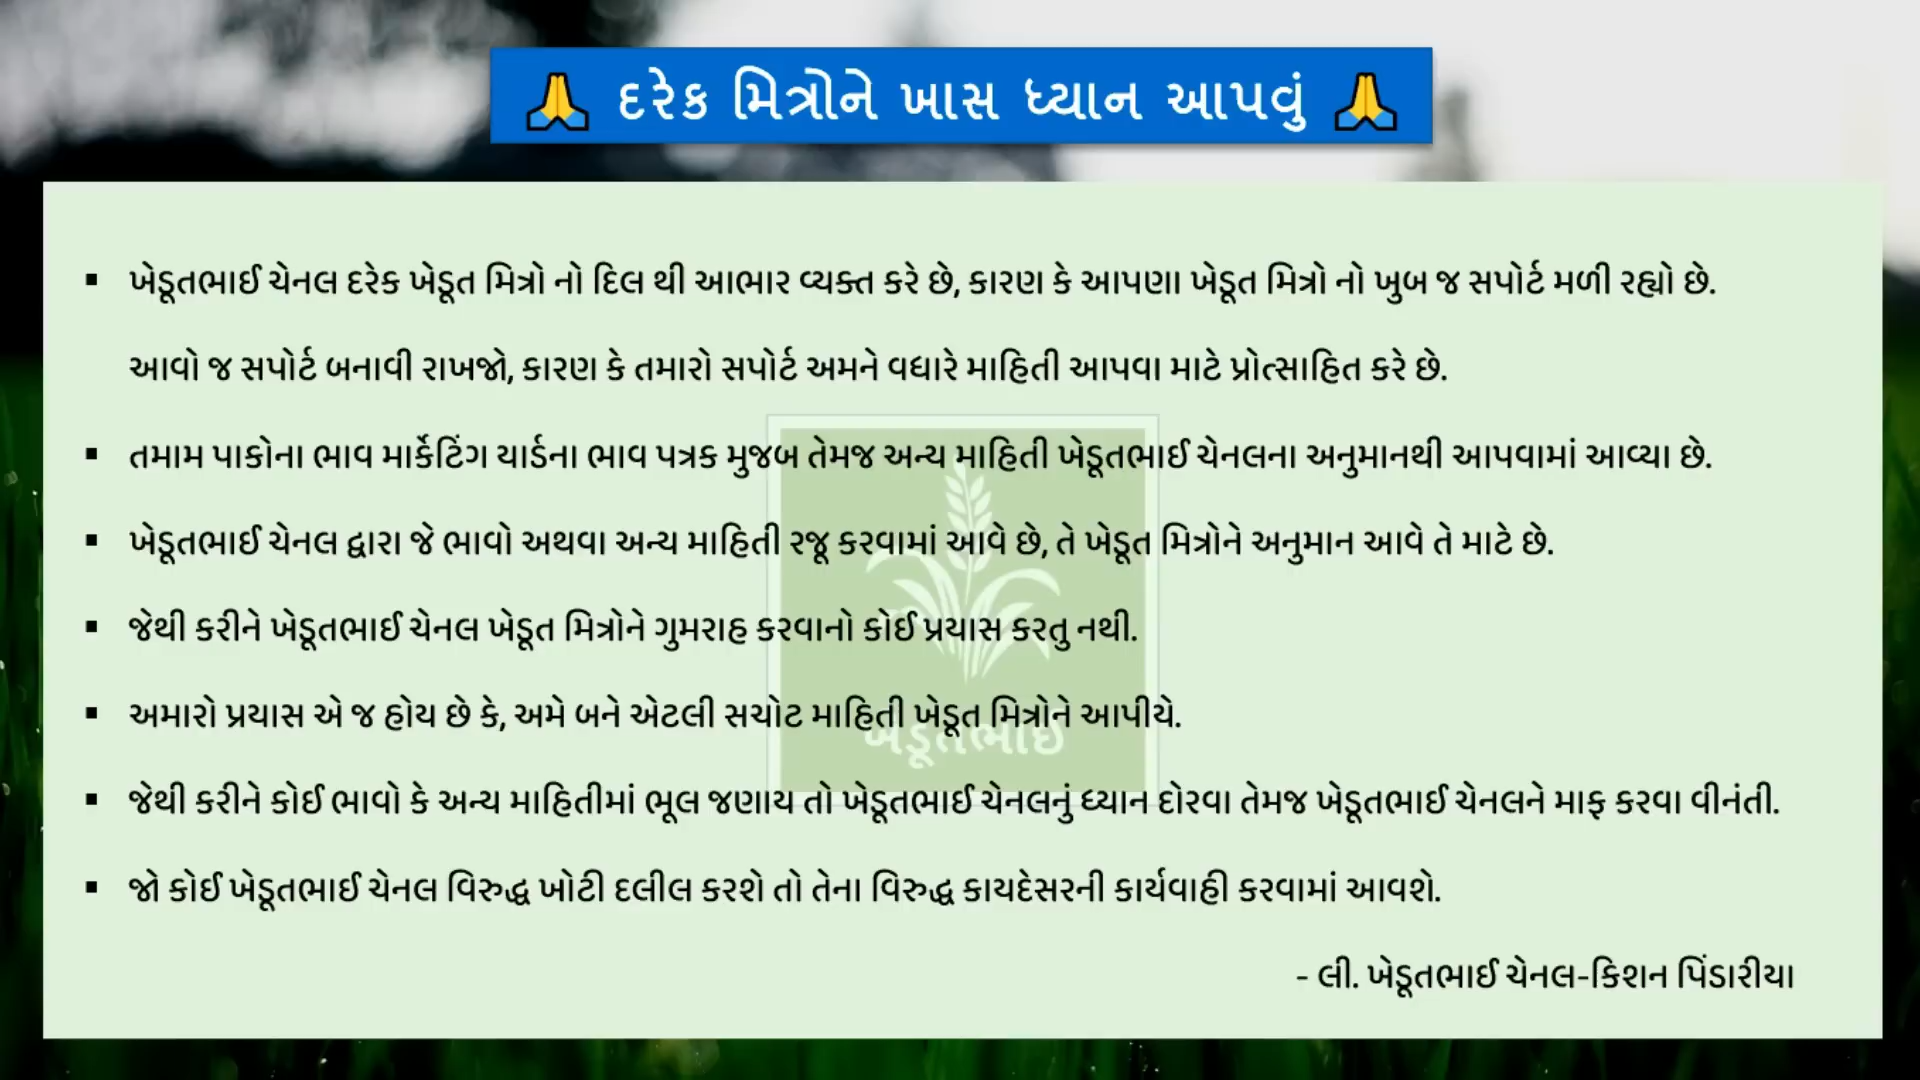 🙏 દરેક મિત્રોને ખાસ ધ્યાન આપવું 🙏
▪ ખેડૂતભાઈ ચેનલ દરેક ખેડૂત મિત્રો નો દિલ થી આભાર વ્યક્ત કરે છે, કારણ કે આપણા ખેડૂત મિત્રો નો ખુબ જ સપોર્ટ મળી રહ્યો છે.
આવો જ સપોર્ટ બનાવી રાખજો, કારણ કે તમારો સપોર્ટ અમને વધારે માહિતી આપવા માટે પ્રોત્સાહિત કરે છે.
▪ તમામ પાકોના ભાવ માર્કેટિંગ યાર્ડના ભાવ પત્રક મુજબ તેમજ અન્ય માહિતી ખેડૂતભાઈ ચેનલના અનુમાનથી આપવામાં આવ્યા છે.
▪ ખેડૂતભાઈ ચેનલ દ્વારા જે ભાવો અથવા અન્ય માહિતી રજૂ કરવામાં આવે છે, તે ખેડૂત મિત્રોને અનુમાન આવે તે માટે છે.
▪ જેથી કરીને ખેડૂતભાઈ ચેનલ ખેડૂત મિત્રોને ગુમરાહ કરવાનો કોઈ પ્રયાસ કરતુ નથી.
▪ અમારો પ્રયાસ એ જ હોય છે કે, અમે બને એટલી સચોટ માહિતી ખેડૂત મિત્રોને આપીયે.
ખેડૂતભાઈ
▪ જેથી કરીને કોઈ ભાવો કે અન્ય માહિતીમાં ભૂલ જણાય તો ખેડૂતભાઈ ચેનલનું ધ્યાન દોરવા તેમજ ખેડૂતભાઈ ચેનલને માફ કરવા વીનંતી.
▪ જો કોઈ ખેડૂતભાઈ ચેનલ વિરુદ્ધ ખોટી દલીલ કરશે તો તેના વિરુદ્ધ કાયદેસરની કાર્યવાહી કરવામાં આવશે.
- લી. ખેડૂતભાઈ ચેનલ-કિશન પિંડારીયા